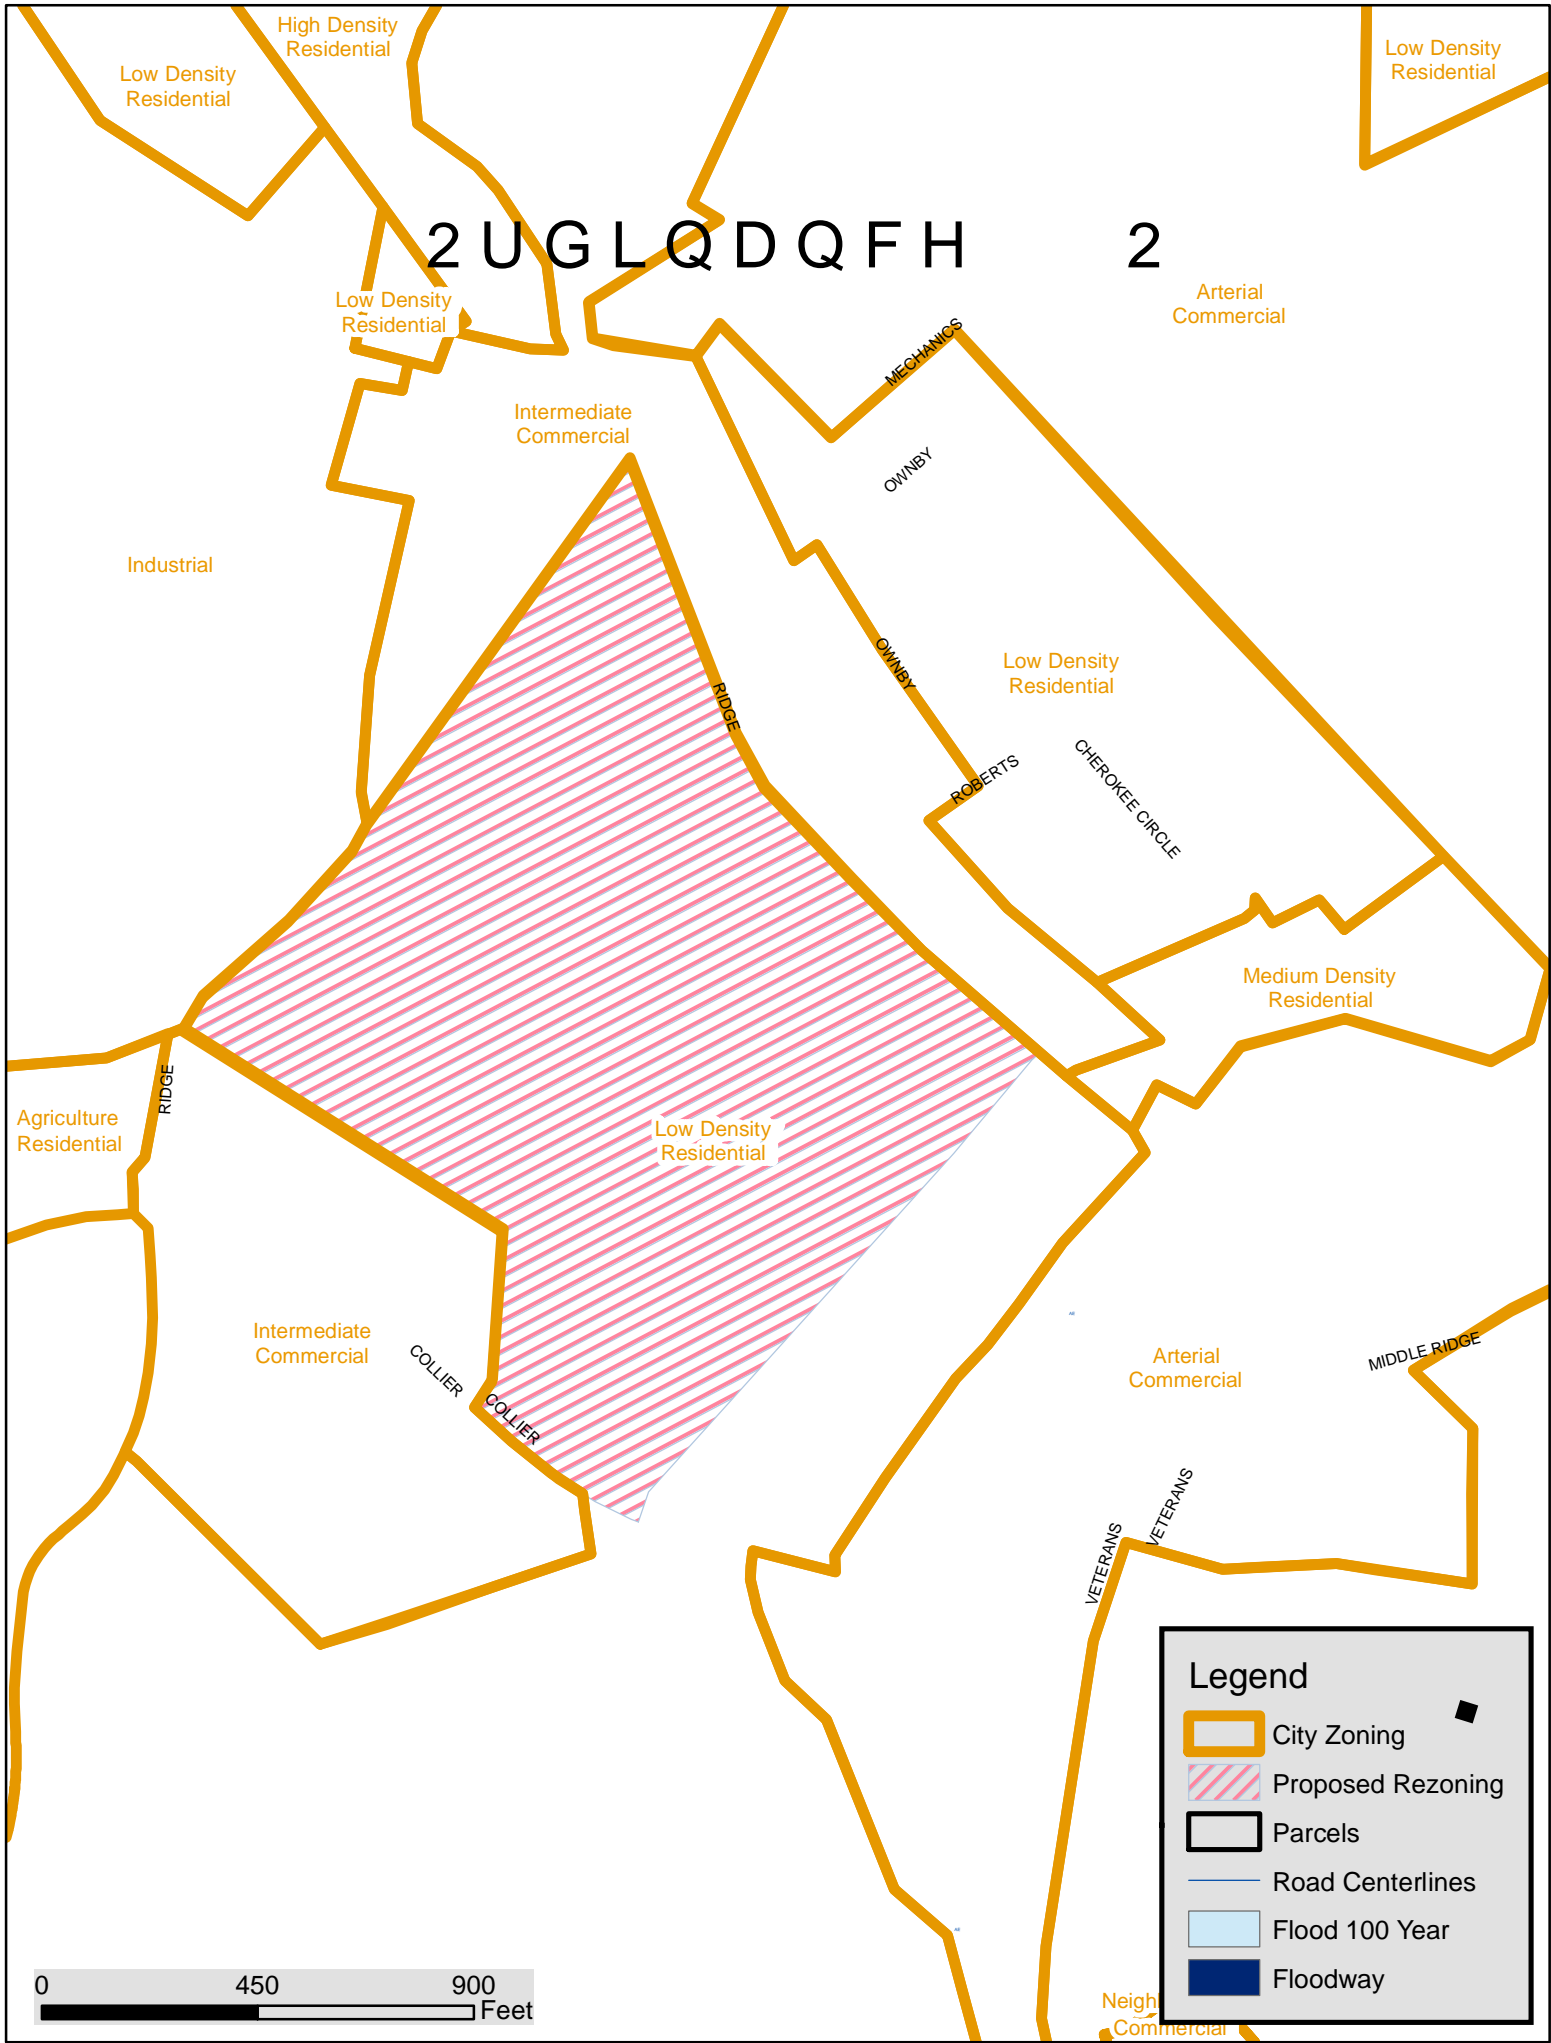 High Density
Residential
Low Density
Residential
Low Density
Residential
2UGLQDQFH 2
Low Density
Residential
Arterial
Commercial
MECHANICS
Intermediate
Commercial
OWNBY
Industrial
OWNBY
Low Density
Residential
RIDGE
ROBERTS
CHEROKEE CIRCLE
Medium Density
Residential
RIDGE
Agriculture
Residential
Low Density
Residential
Intermediate
Commercial
COLLIER
COLLIER
Arterial
Commercial
MIDDLE RIDGE
VETERANS
VETERANS
Legend
City Zoning
Proposed Rezoning
Parcels
Road Centerlines
Flood 100 Year
Floodway
0 450 900
Feet
Neigh
Commercial